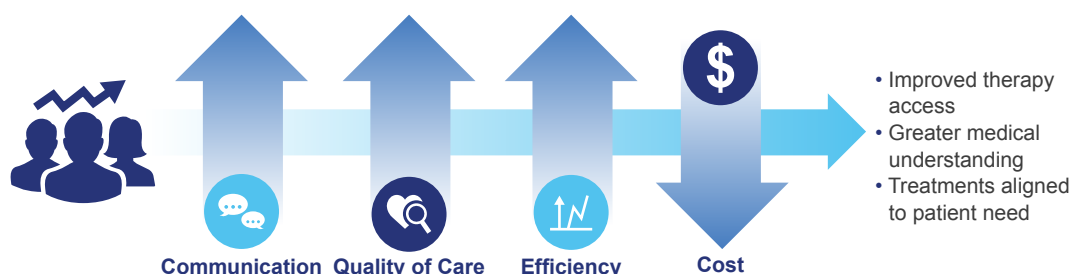 $
Communication
Quality of Care
Efficiency
Cost
• Improved therapy
access
• Greater medical
understanding
• Treatments aligned
to patient need